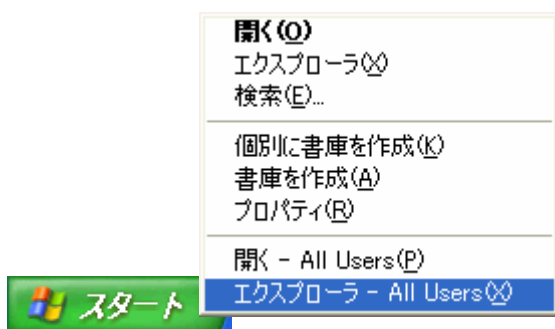 開く(O)
エクスプローラ(X)
検索(E)...
個別に書庫を作成(K)
書庫を作成(A)
プロパティ(R)
開く - All Users(P)
エクスプローラ - All Users(X)
スタート